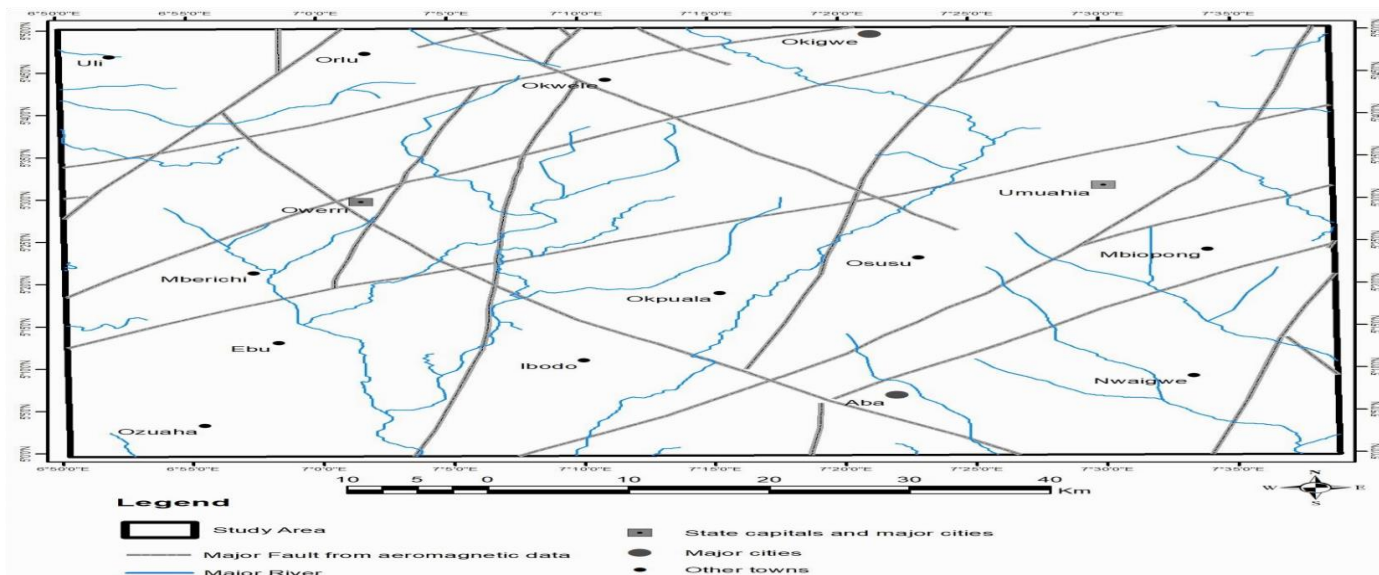 6°50'0"E 6°55'0"E 7°0'0"E 7°5'0"E 7°10'0"E 7°15'0"E 7°20'0"E 7°25'0"E 7°30'0"E 7°35'0"E
Okigwe
Uli
Orlu
Okwele
Umuahia
Owerri
Mberichi
Osusu
Mbiopong
Okpuala
Ebu
Ibodo
Nwaigwe
Aba
Ozuaha
6°50'0"E 6°55'0"E 7°0'0"E 7°5'0"E 7°10'0"E 7°15'0"E 7°20'0"E 7°25'0"E 7°30'0"E 7°35'0"E
10 5 0 10 20 30 40
Km
N
W E
S
Legend
Study Area
Major Fault from aeromagnetic data
Major River
State capitals and major cities
Major cities
Other towns